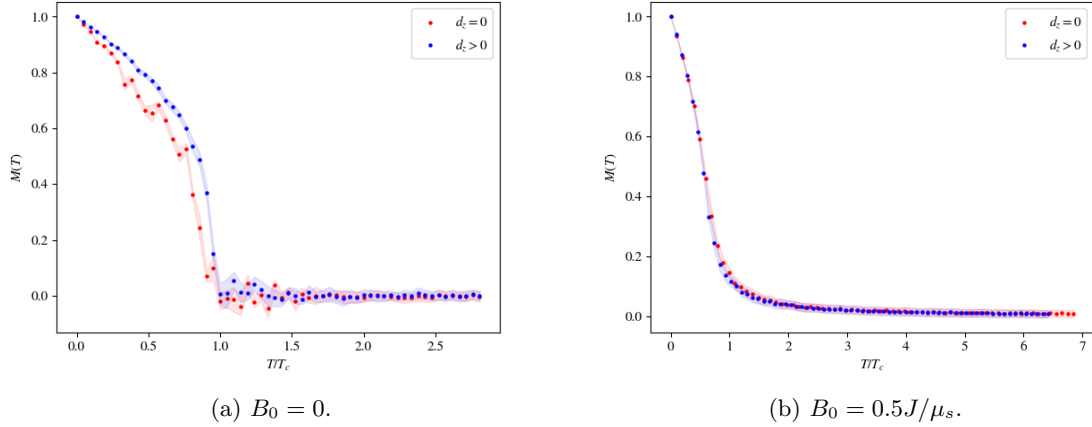 1.0
0.8
0.6
0.4
0.2
0.0
M(T)
0.0 0.5 1.0 1.5 2.0 2.5
T/T_c
d_z = 0
d_z > 0
(a) B_0 = 0.
1.0
0.8
0.6
0.4
0.2
0.0
M(T)
0 1 2 3 4 5 6 7
T/T_c
d_z = 0
d_z > 0
(b) B_0 = 0.5J/μ_s.